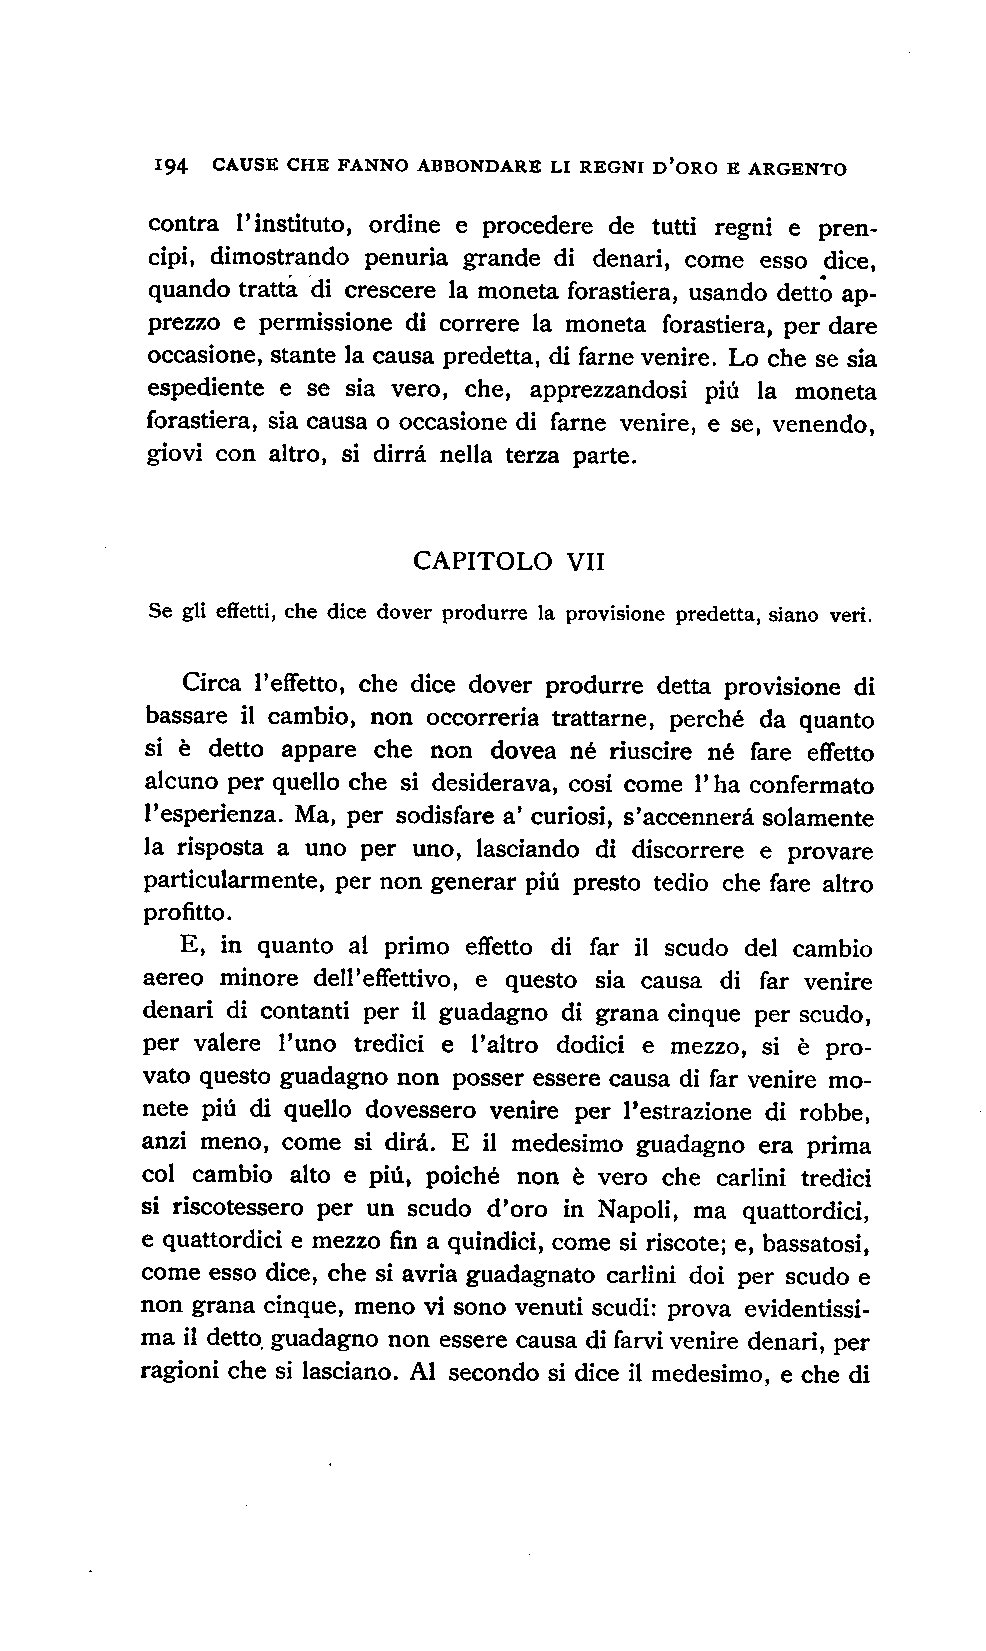 194 CAUSE CHE FANNO ABBONDARE LI REGNI D'ORO E ARGENTO
contra l'instituto, ordine e procedere de tutti regni e pren-
cipi, dimostrando penuria grande di denari, come esso dice,
quando tratta di crescere la moneta forastiera, usando detto ap-
prezzo e permissione di correre la moneta forastiera, per dare
occasione, stante la causa predetta, di farne venire. Lo che se sia
espediente e se sia vero, che, apprezzandosi piú la moneta
forastiera, sia causa o occasione di farne venire, e se, venendo,
giovi con altro, si dirrá nella terza parte.
CAPITOLO VII
Se gli effetti, che dice dover produrre la provisione predetta, siano veri.
Circa l'effetto, che dice dover produrre detta provisione di
bassare il cambio, non occorreria trattarne, perché da quanto
si è detto appare che non dovea né riuscire né fare effetto
alcuno per quello che si desiderava, cosí come l'ha confermato
l'esperienza. Ma, per sodisfare a' curiosi, s'accennerá solamente
la risposta a uno per uno, lasciando di discorrere e provare
particularmente, per non generar piú presto tedio che fare altro
profitto.
E, in quanto al primo effetto di far il scudo del cambio
aereo minore dell'effettivo, e questo sia causa di far venire
denari di contanti per il guadagno di grana cinque per scudo,
per valere l'uno tredici e l'altro dodici e mezzo, si è pro-
vato questo guadagno non posser essere causa di far venire mo-
nete piú di quello dovessero venire per l'estrazione di robbe,
anzi meno, come si dirá. E il medesimo guadagno era prima
col cambio alto e piú, poiché non è vero che carlini tredici
si riscotessero per un scudo d'oro in Napoli, ma quattordici,
e quattordici e mezzo fin a quindici, come si riscote; e, bassatosi,
come esso dice, che si avria guadagnato carlini doi per scudo e
non grana cinque, meno vi sono venuti scudi: prova evidentissi-
ma il detto guadagno non essere causa di farvi venire denari, per
ragioni che si lasciano. Al secondo si dice il medesimo, e che di